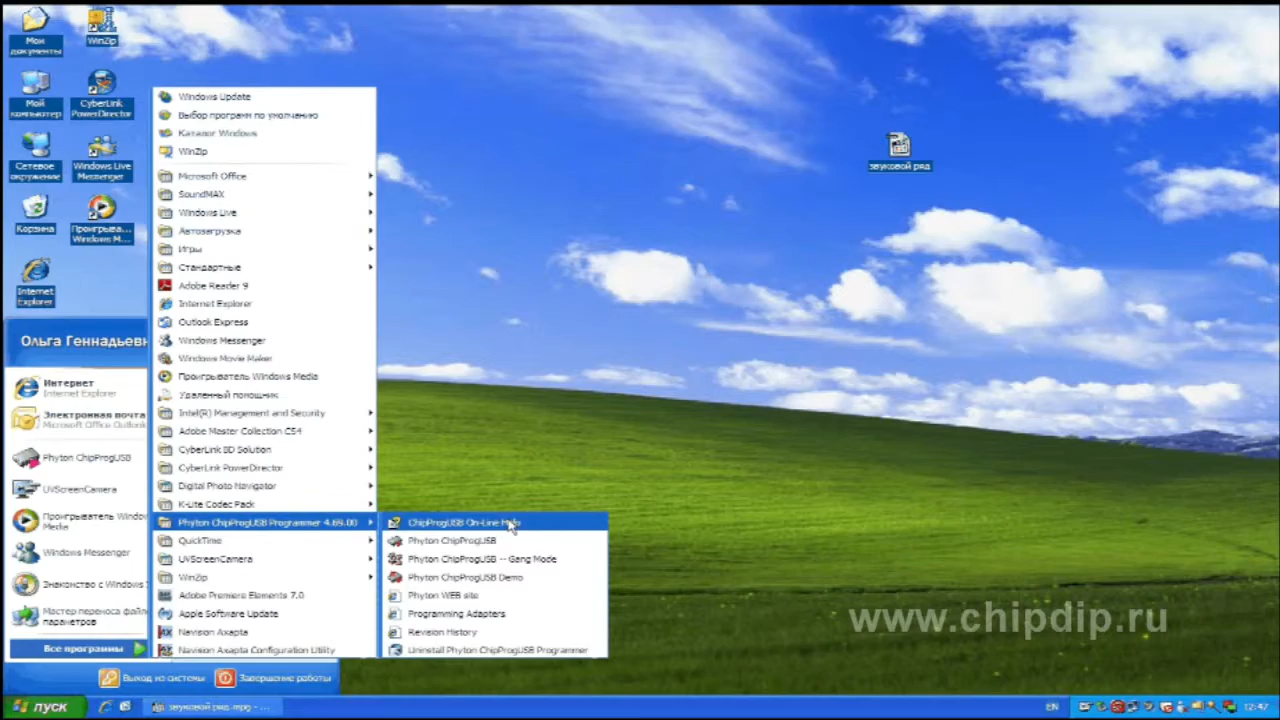 Мои
документы
WinZip
Мой
компьютер
CyberLink
PowerDirector
Сетевое
окружение
Windows Live
Messenger
Корзина
Проигрыва...
Windows M...
Internet
Explorer
звуковой ряд
Ольга Геннадьевн
Интернет
Internet Explorer
Электронная почта
Microsoft Office Outlook
Phyton ChipProgUSB
UVScreenCamera
Проигрыватель Windo
Media
Windows Messenger
Знакомство с Windows
Мастер переноса файл
параметров
Все программы
Windows Update
Выбор программ по умолчанию
Каталог Windows
WinZip
Microsoft Office
SoundMAX
Windows Live
Автозагрузка
Игры
Стандартные
Adobe Reader 9
Internet Explorer
Outlook Express
Windows Messenger
Windows Movie Maker
Проигрыватель Windows Media
Удаленный помощник
Intel(R) Management and Security
Adobe Master Collection CS4
CyberLink BD Solution
CyberLink PowerDirector
Digital Photo Navigator
K-Lite Codec Pack
Phyton ChipProgUSB Programmer 4.69.00
QuickTime
UVScreenCamera
WinZip
Adobe Premiere Elements 7.0
Apple Software Update
Navision Axapta
Navision Axapta Configuration Utility
ChipProgUSB On-Line Help
Phyton ChipProgUSB
Phyton ChipProgUSB -- Gang Mode
Phyton ChipProgUSB Demo
Phyton WEB site
Programming Adapters
Revision History
Uninstall Phyton ChipProgUSB Programmer
Выход из системы
Завершение работы
www.chipdip.ru
пуск
звуковой ряд.mpg - ...
EN
12:47